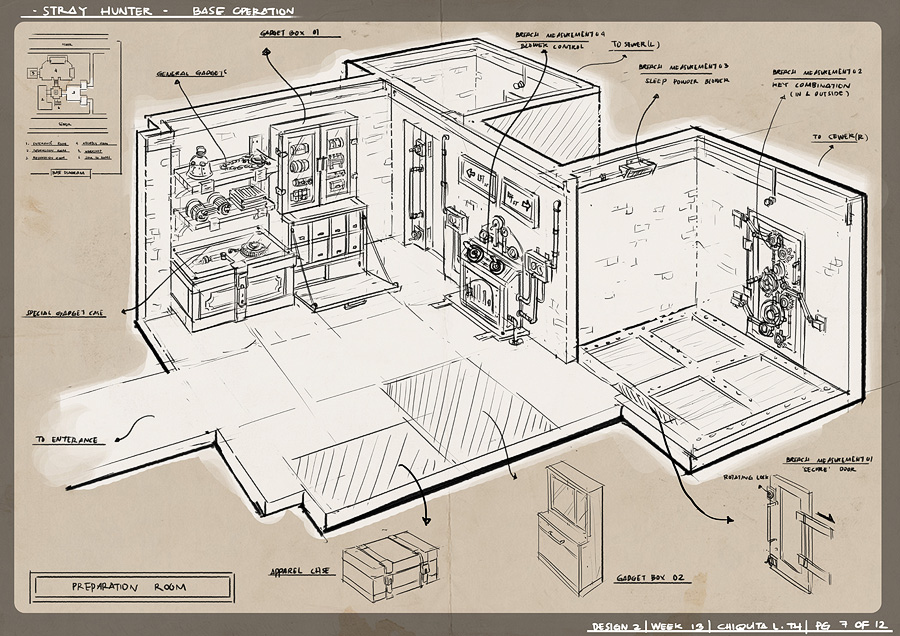 - STRAY HUNTER - BASE OPERATION
GADGET BOX 01
BREACH MEASUREMENT 04
BLOWER CONTROL
TO SEWER(L)
GENERAL GADGETS
BREACH MEASUREMENT 03
SLEEP POWDER BLOWER
BREACH MEASUREMENT 02
KEY COMBINATION
(IN & OUTSIDE)
TO SEWER(R)
BASE DIAGRAM
SPECIAL GADGET CASE
TO ENTRANCE
BREACH MEASUREMENT 01
'SECURE' DOOR
ROTATING LOCK
APPAREL CASE
GADGET BOX 02
PREPARATION ROOM
DESIGN 2 | WEEK 13 | CHIQUITA L. TH | PG 7 OF 12